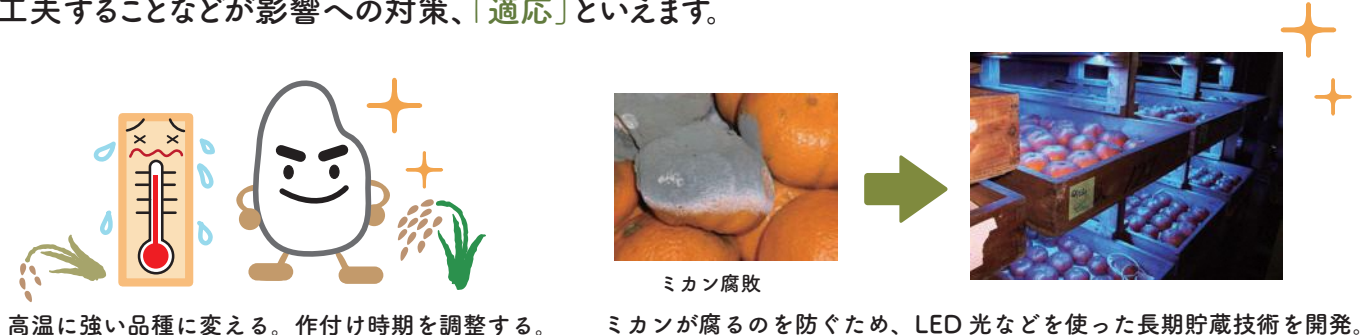 工夫することなどが影響への対策、「適応」といえます。
ミカン腐敗
高温に強い品種に変える。作付け時期を調整する。
ミカンが腐るのを防ぐため、LED光などを使った長期貯蔵技術を開発。